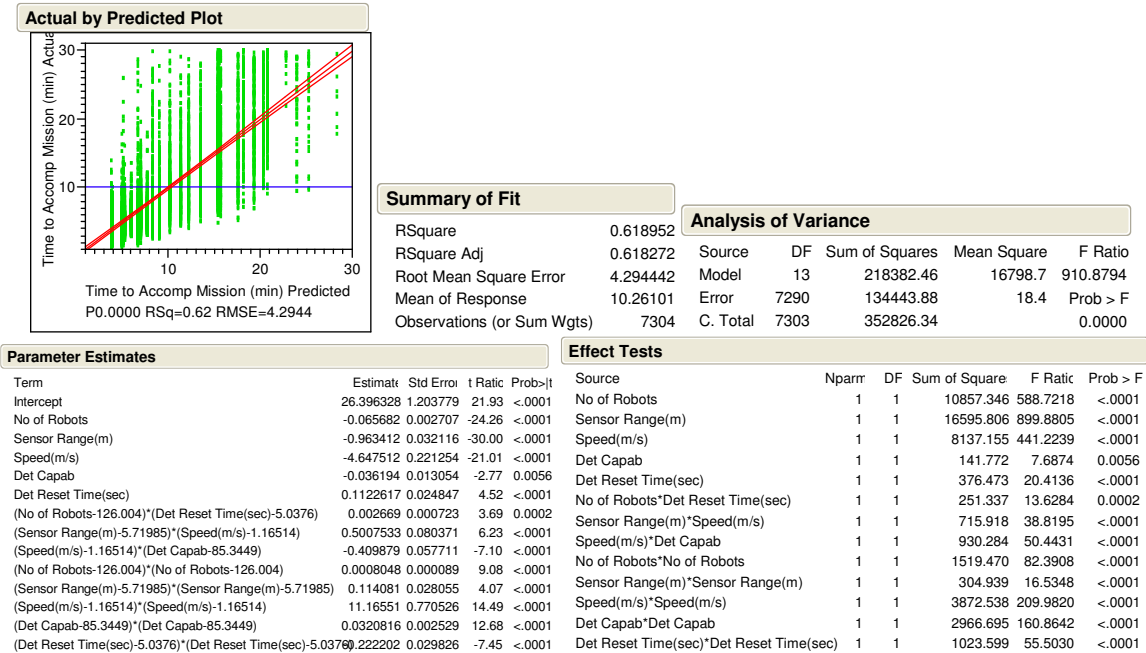 Actual by Predicted Plot
Time to Accomp Mission (min) Actua
30
20
10
10 20 30
Time to Accomp Mission (min) Predicted
P0.0000 RSq=0.62 RMSE=4.2944
Summary of Fit
RSquare 0.618952
RSquare Adj 0.618272
Root Mean Square Error 4.294442
Mean of Response 10.26101
Observations (or Sum Wgts) 7304
Analysis of Variance
Source DF Sum of Squares Mean Square F Ratio
Model 13 218382.46 16798.7 910.8794
Error 7290 134443.88 18.4 Prob > F
C. Total 7303 352826.34 0.0000
Parameter Estimates
Term Estimate Std Error t Ratio Prob>|t
Intercept 26.396328 1.203779 21.93 <.0001
No of Robots -0.065682 0.002707 -24.26 <.0001
Sensor Range(m) -0.963412 0.032116 -30.00 <.0001
Speed(m/s) -4.647512 0.221254 -21.01 <.0001
Det Capab -0.036194 0.013054 -2.77 0.0056
Det Reset Time(sec) 0.1122617 0.024847 4.52 <.0001
(No of Robots-126.004)*(Det Reset Time(sec)-5.0376) 0.002669 0.000723 3.69 0.0002
(Sensor Range(m)-5.71985)*(Speed(m/s)-1.16514) 0.5007533 0.080371 6.23 <.0001
(Speed(m/s)-1.16514)*(Det Capab-85.3449) -0.409879 0.057711 -7.10 <.0001
(No of Robots-126.004)*(No of Robots-126.004) 0.0008048 0.000089 9.08 <.0001
(Sensor Range(m)-5.71985)*(Sensor Range(m)-5.71985) 0.114081 0.028055 4.07 <.0001
(Speed(m/s)-1.16514)*(Speed(m/s)-1.16514) 11.16551 0.770526 14.49 <.0001
(Det Capab-85.3449)*(Det Capab-85.3449) 0.0320816 0.002529 12.68 <.0001
(Det Reset Time(sec)-5.0376)*(Det Reset Time(sec)-5.0376) .222202 0.029826 -7.45 <.0001
Effect Tests
Source Nparm DF Sum of Square F Ratio Prob > F
No of Robots 1 1 10857.346 588.7218 <.0001
Sensor Range(m) 1 1 16595.806 899.8805 <.0001
Speed(m/s) 1 1 8137.155 441.2239 <.0001
Det Capab 1 1 141.772 7.6874 0.0056
Det Reset Time(sec) 1 1 376.473 20.4136 <.0001
No of Robots*Det Reset Time(sec) 1 1 251.337 13.6284 0.0002
Sensor Range(m)*Speed(m/s) 1 1 715.918 38.8195 <.0001
Speed(m/s)*Det Capab 1 1 930.284 50.4431 <.0001
No of Robots*No of Robots 1 1 1519.470 82.3908 <.0001
Sensor Range(m)*Sensor Range(m) 1 1 304.939 16.5348 <.0001
Speed(m/s)*Speed(m/s) 1 1 3872.538 209.9820 <.0001
Det Capab*Det Capab 1 1 2966.695 160.8642 <.0001
Det Reset Time(sec)*Det Reset Time(sec) 1 1 1023.599 55.5030 <.0001